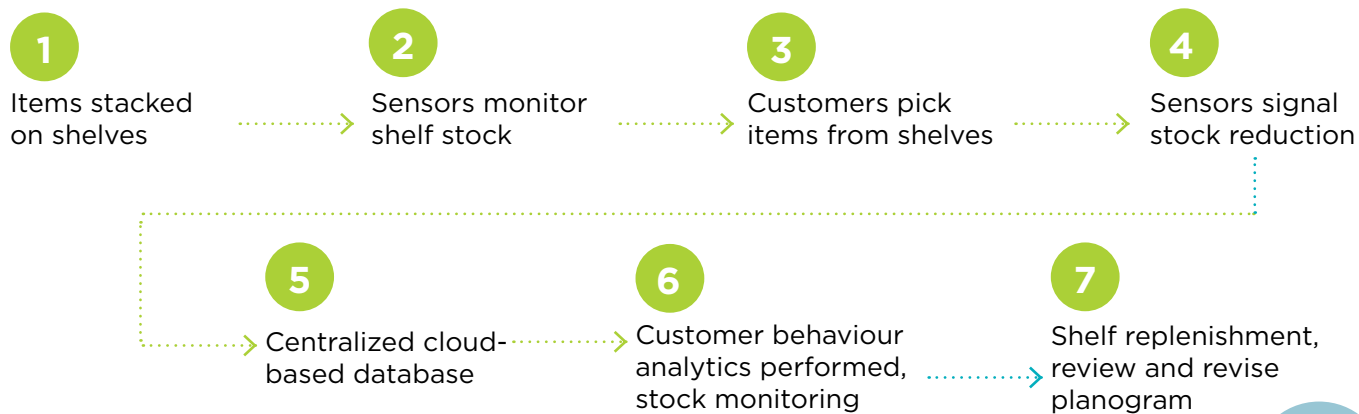 1
Items stacked
on shelves
2
Sensors monitor
shelf stock
3
Customers pick
items from shelves
4
Sensors signal
stock reduction
5
Centralized cloud-
based database
6
Customer behaviour
analytics performed,
stock monitoring
7
Shelf replenishment,
review and revise
planogram